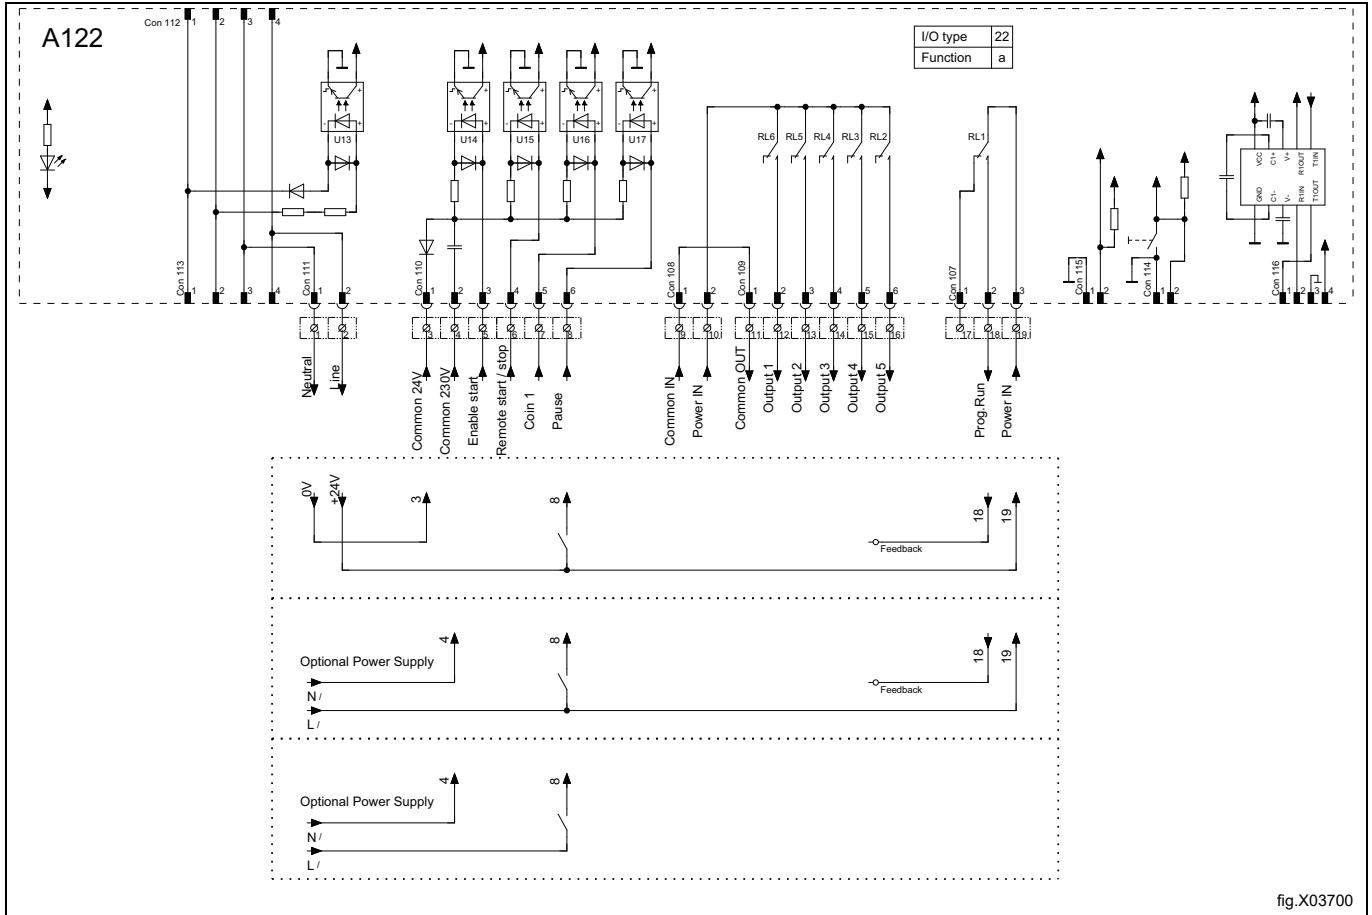 A122
Con 112
1 2 3 4
I/O type 22
Function a
U13 U14 U15 U16 U17
RL6 RL5 RL4 RL3 RL2
RL1
VCC C1+ V+ R1OUT T1IN
GND C1- V- R1IN T1OUT
Con 113
1 2 3 4
Con 111
1 2
Con 110
1 2 3 4 5 6
Con 108
1 2
Con 109
1 2 3 4 5 6
Con 107
1 2 3
Con 115
1 2
Con 114
1 2
Con 116
1 2 3 4
1 2 3 4 5 6 7 8 9 10 11 12 13 14 15 16 17 18 19
Neutral
Line
Common 24V
Common 230V
Enable start
Remote start / stop
Coin 1
Pause
Common IN
Power IN
Common OUT
Output 1
Output 2
Output 3
Output 4
Output 5
Prog.Run
Power IN
0V
+24V
3
8
18
19
Feedback
4
8
18
19
Optional Power Supply
N /
L /
Feedback
4
8
Optional Power Supply
N /
L /
fig.X03700